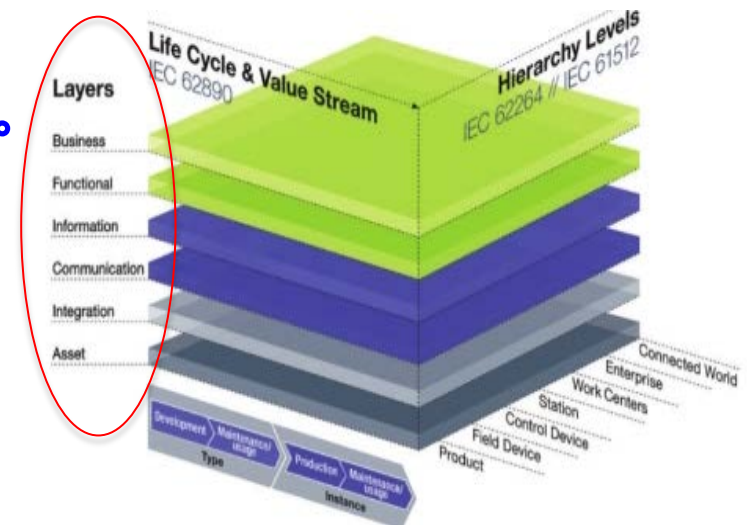 Life Cycle & Value Stream
IEC 62890
Hierarchy Levels
IEC 62264 // IEC 61512
Layers
Business
Functional
Information
Communication
Integration
Asset
Connected World
Enterprise
Work Centers
Station
Control Device
Field Device
Product
Development
Maintenance/
usage
Type
Production
Maintenance/
usage
Instance